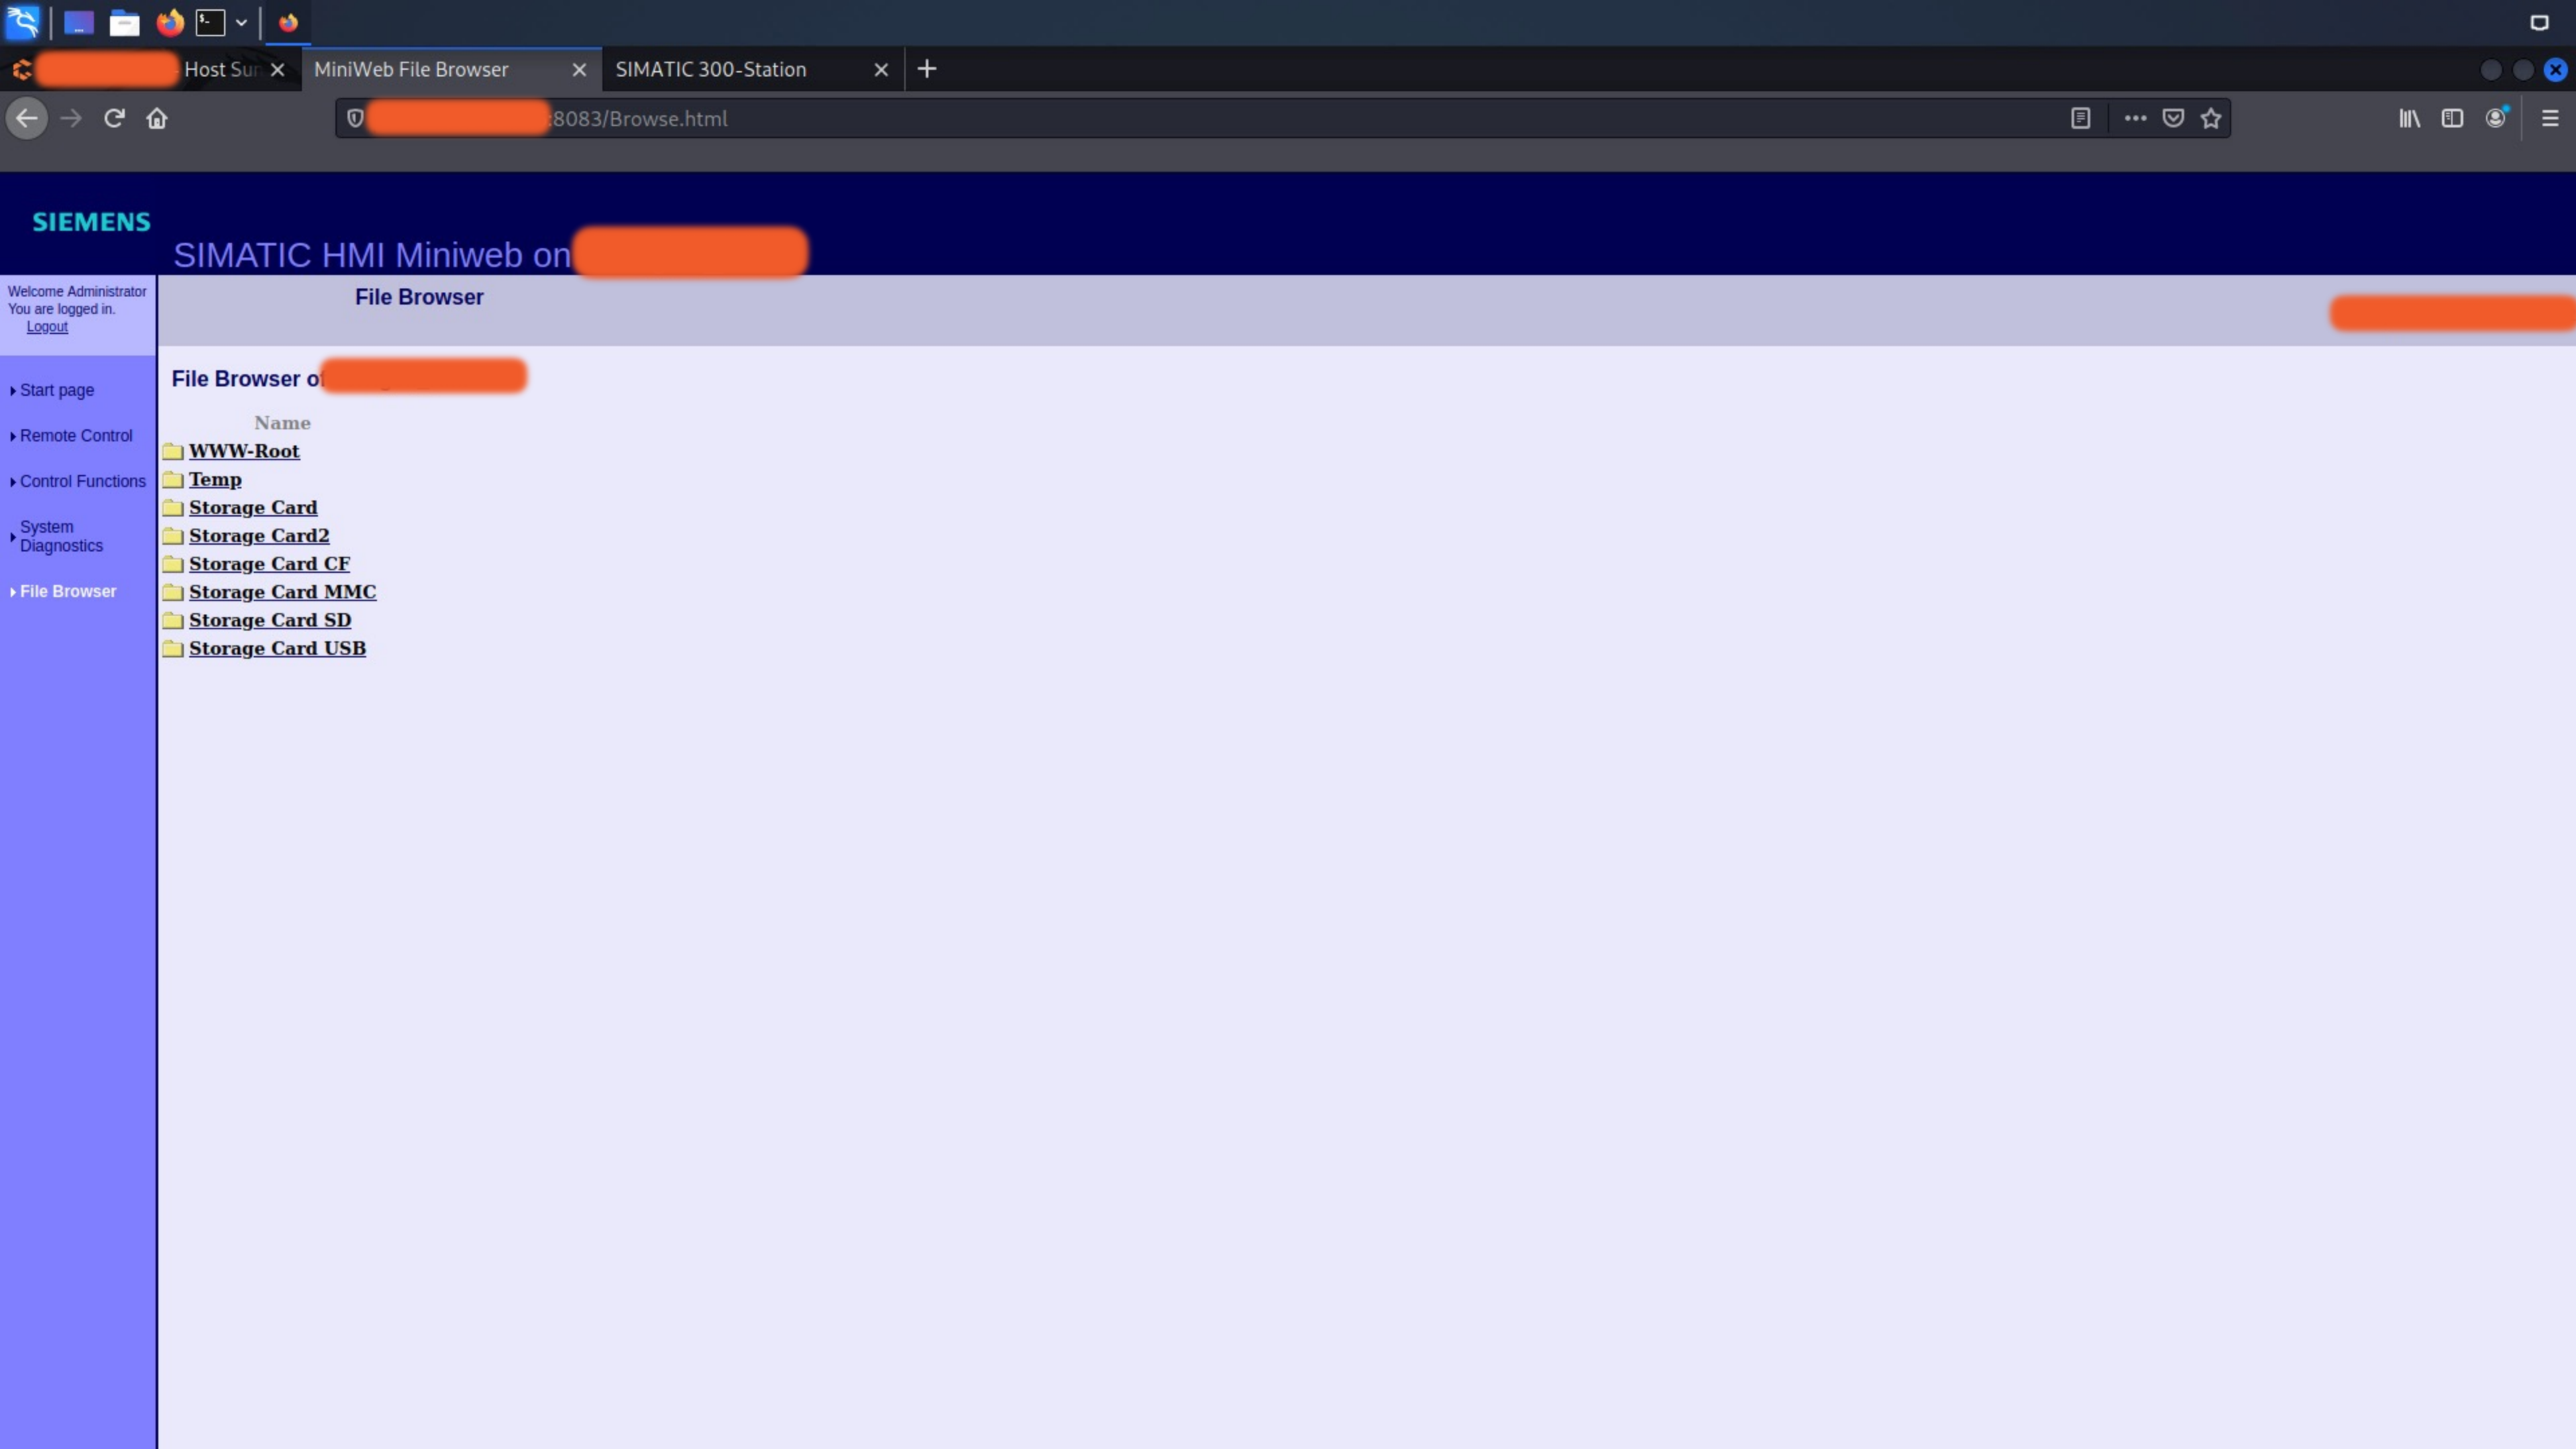 Host Sur
MiniWeb File Browser
SIMATIC 300-Station
:8083/Browse.html
SIEMENS
SIMATIC HMI Miniweb on
Welcome Administrator
You are logged in.
Logout
File Browser
Start page
Remote Control
Control Functions
System
Diagnostics
File Browser
File Browser of
Name
WWW-Root
Temp
Storage Card
Storage Card2
Storage Card CF
Storage Card MMC
Storage Card SD
Storage Card USB